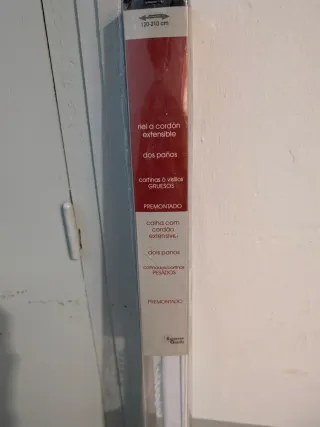 120-210 cm
riel a cordón
extensible
dos paños
cortinas ó visillos
GRUESOS
PREMONTADO
calha com
cordão
extensível
dois panos
PESADOS
PREMONTADO